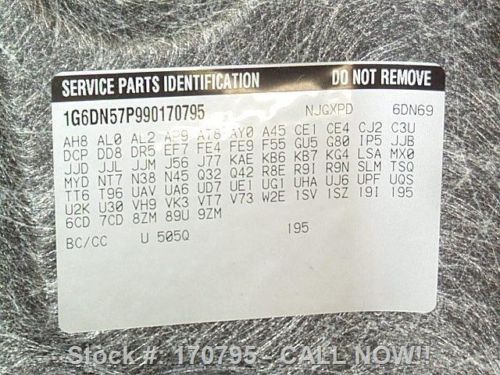 SERVICE PARTS IDENTIFICATION DO NOT REMOVE
1G6DN57P990170795 NJGXPD 6DN69
AH8 AL0 AL2 AP9 AT8 AY0 A45 CE1 CE4 CJ2 C3U
DCP DD8 DR5 EF7 FE4 FE9 F55 GU5 G80 IP5 JJB
JJD JJL JJM J56 J77 KAE KB6 KB7 KG4 LSA MX0
MYD NT7 N38 N45 Q32 Q42 R8E R9I R9N SLM TSQ
TT6 T96 UAV UA6 UD7 UE1 UG1 UHA UJ6 UPF UQS
U2K U30 VH9 VK3 VT7 V73 W2E 1SV 1SZ 19I 195
6CD 7CD 8ZM 89U 9ZM
BC/CC U 505Q 195
Stock #: 170795 - CALL NOW!!